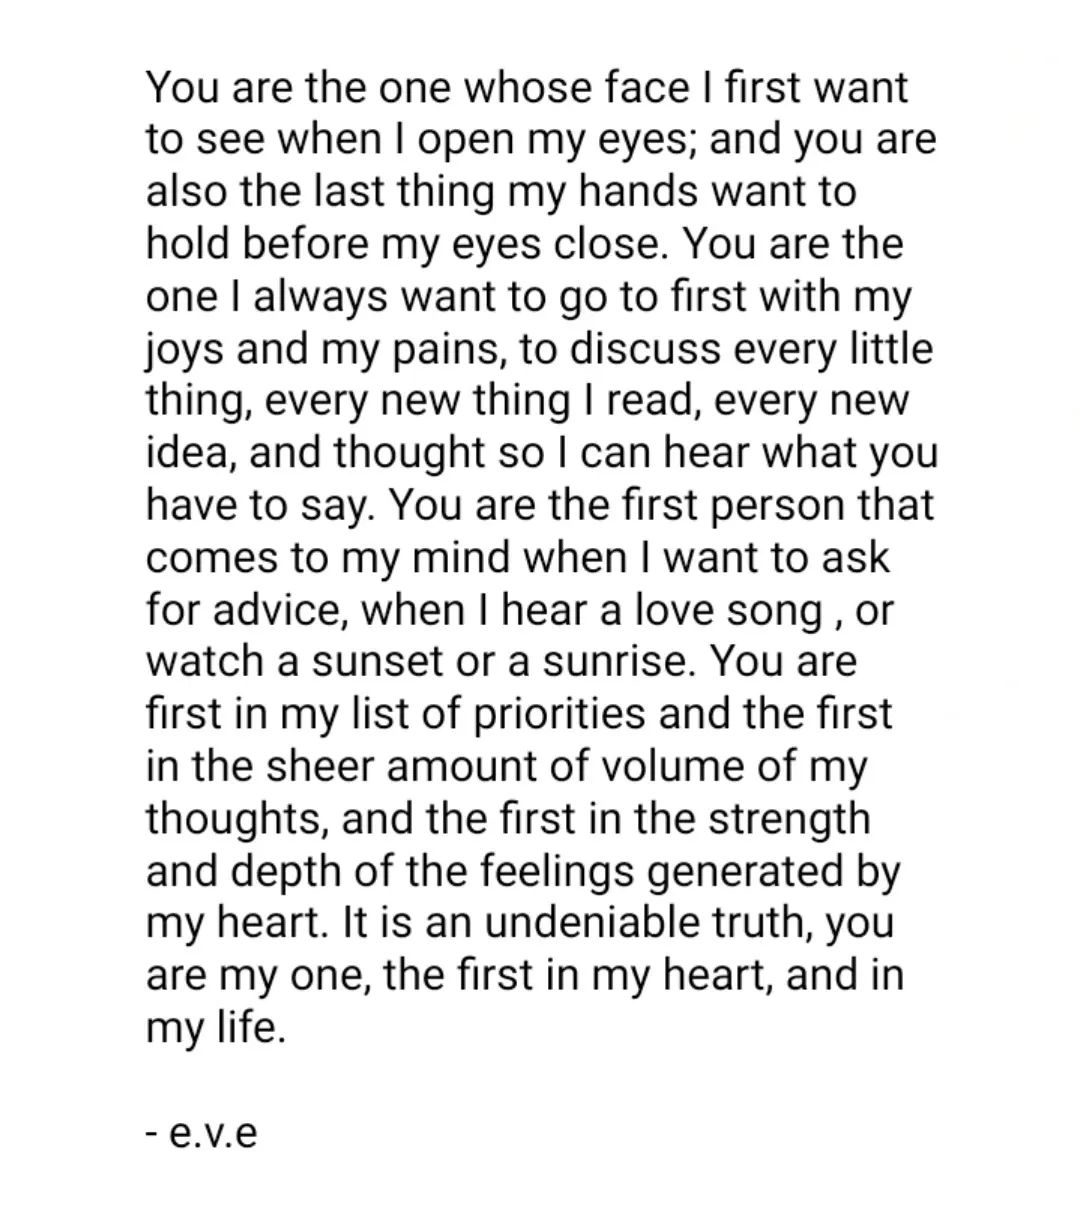 You are the one whose face I first want
to see when I open my eyes; and you are
also the last thing my hands want to
hold before my eyes close. You are the
one I always want to go to first with my
joys and my pains, to discuss every little
thing, every new thing I read, every new
idea, and thought so I can hear what you
have to say. You are the first person that
comes to my mind when I want to ask
for advice, when I hear a love song , or
watch a sunset or a sunrise. You are
first in my list of priorities and the first
in the sheer amount of volume of my
thoughts, and the first in the strength
and depth of the feelings generated by
my heart. It is an undeniable truth, you
are my one, the first in my heart, and in
my life.
- e.v.e